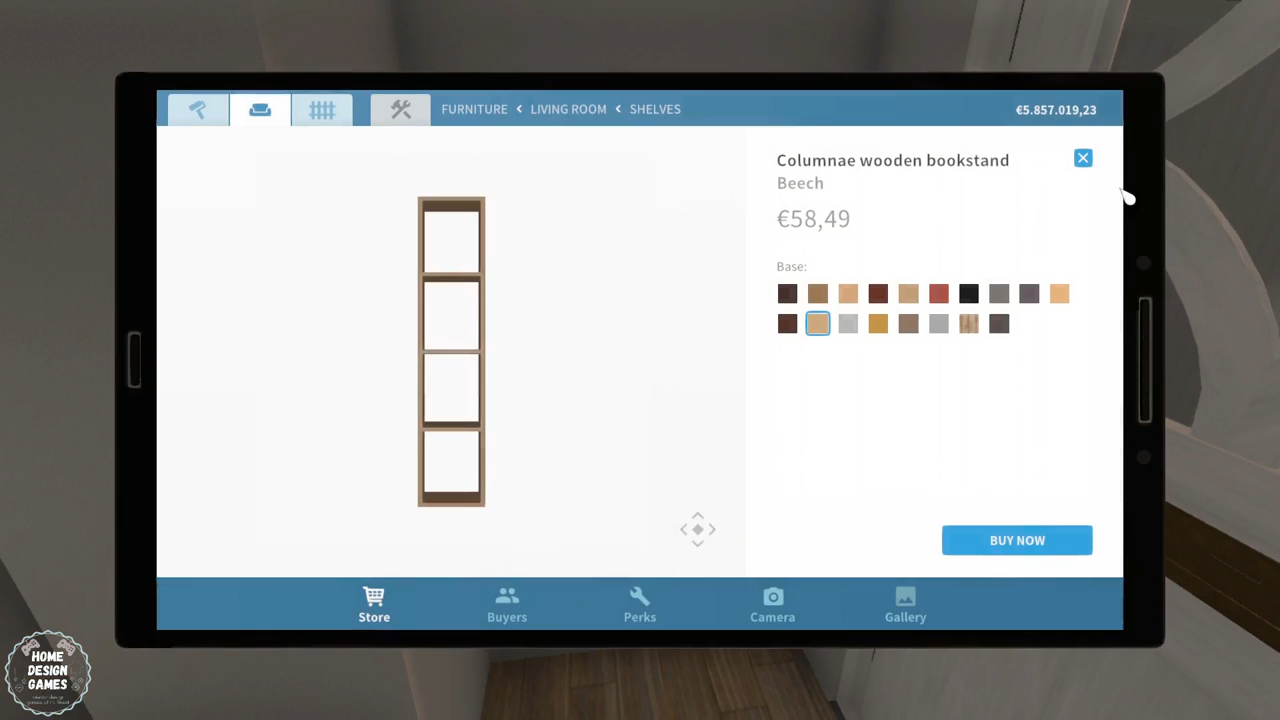 FURNITURE < LIVING ROOM < SHELVES
€5.857.019,23
Columnae wooden bookstand
Beech
€58,49
Base:
BUY NOW
Store
Buyers
Perks
Camera
Gallery
HOME
DESIGN
GAMES